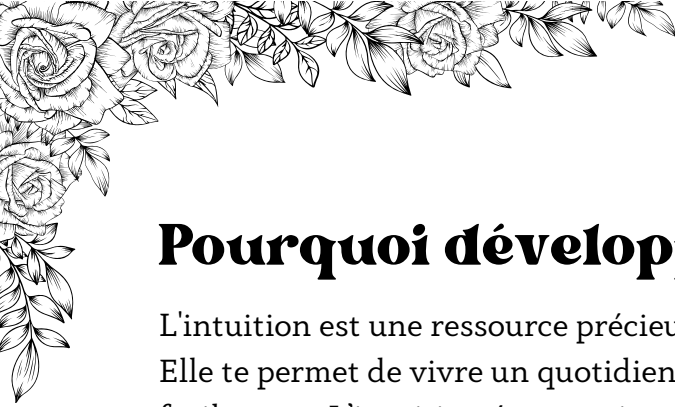 Pourquoi dévelop
L'intuition est une ressource précieu
Elle te permet de vivre un quotidien